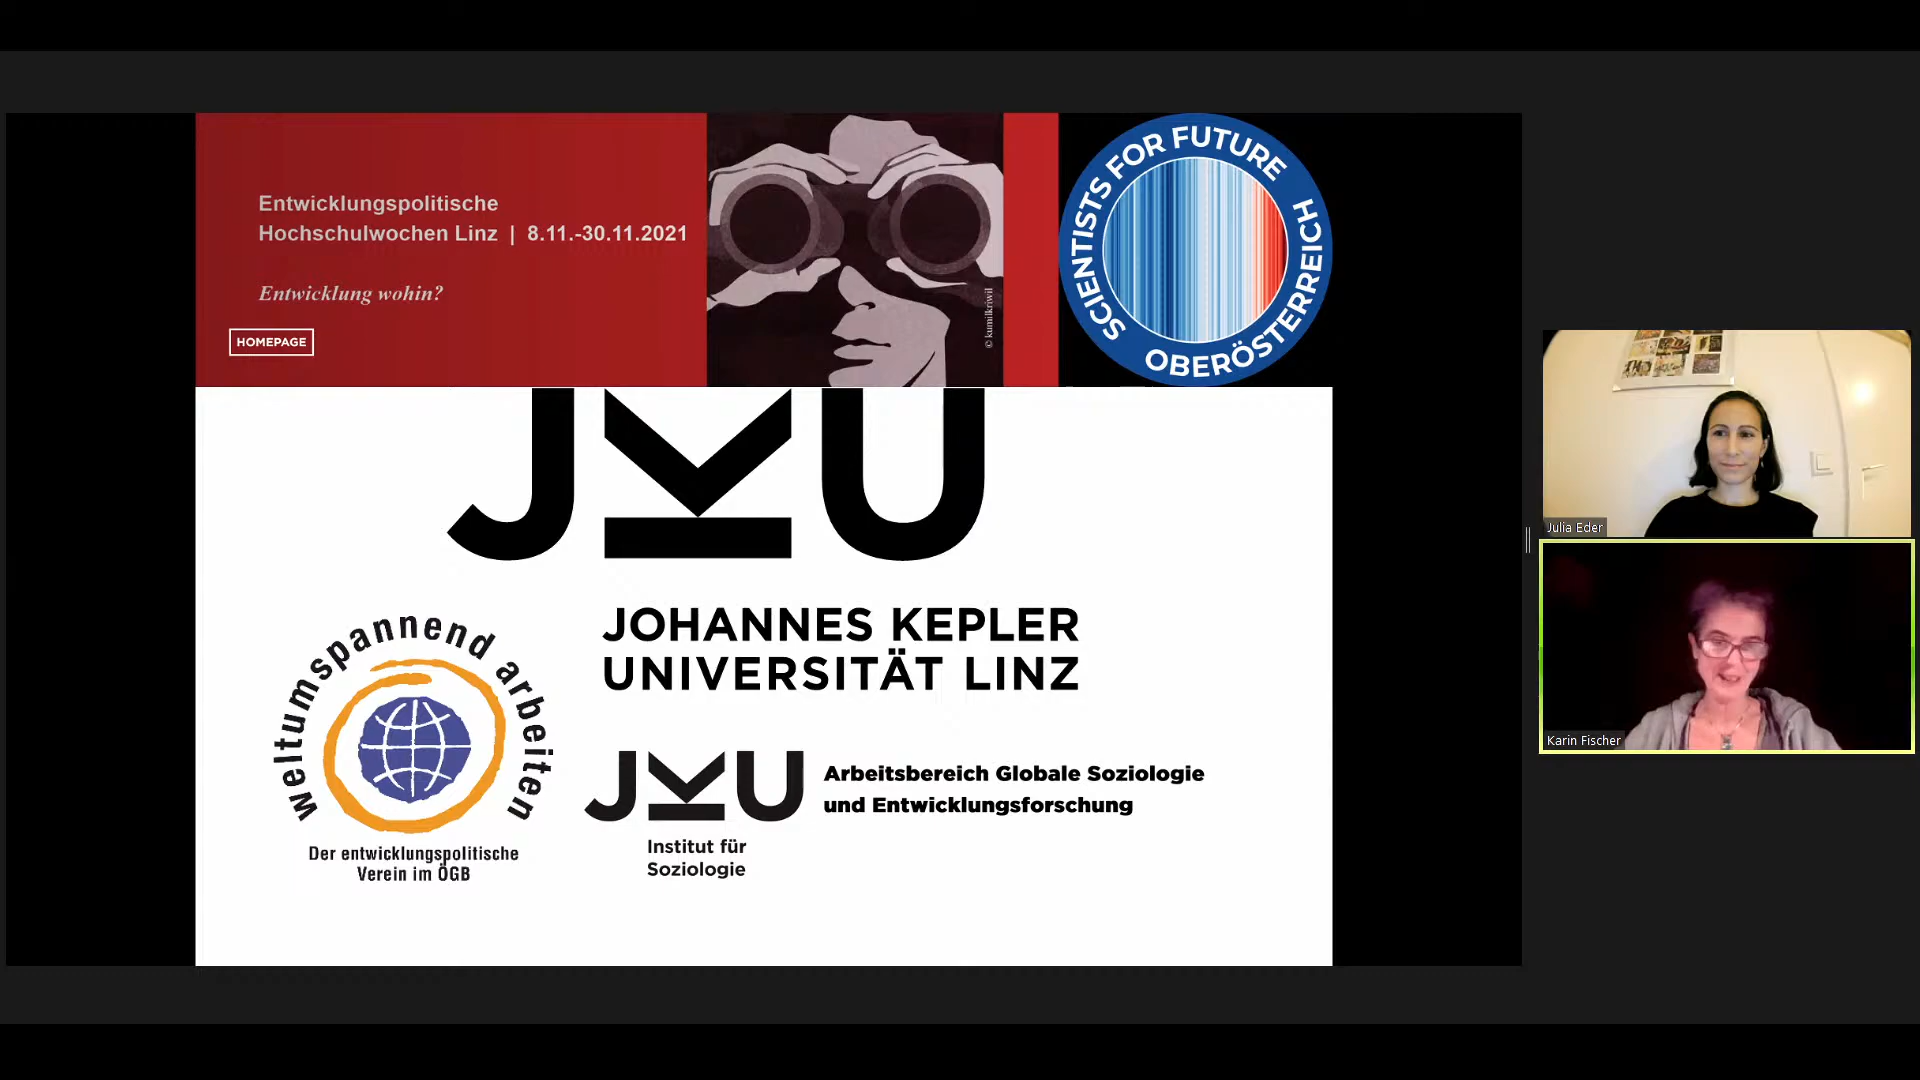 Entwicklungspolitische
Hochschulwochen Linz | 8.11.-30.11.2021
Entwicklung wohin?
HOMEPAGE
© kumilkriwil
SCIENTISTS FOR FUTURE
OBERÖSTERREICH
JKU
JOHANNES KEPLER
UNIVERSITÄT LINZ
weltumspannend arbeiten
Der entwicklungspolitische
Verein im ÖGB
JKU
Institut für
Soziologie
Arbeitsbereich Globale Soziologie
und Entwicklungsforschung
Julia Eder
Karin Fischer